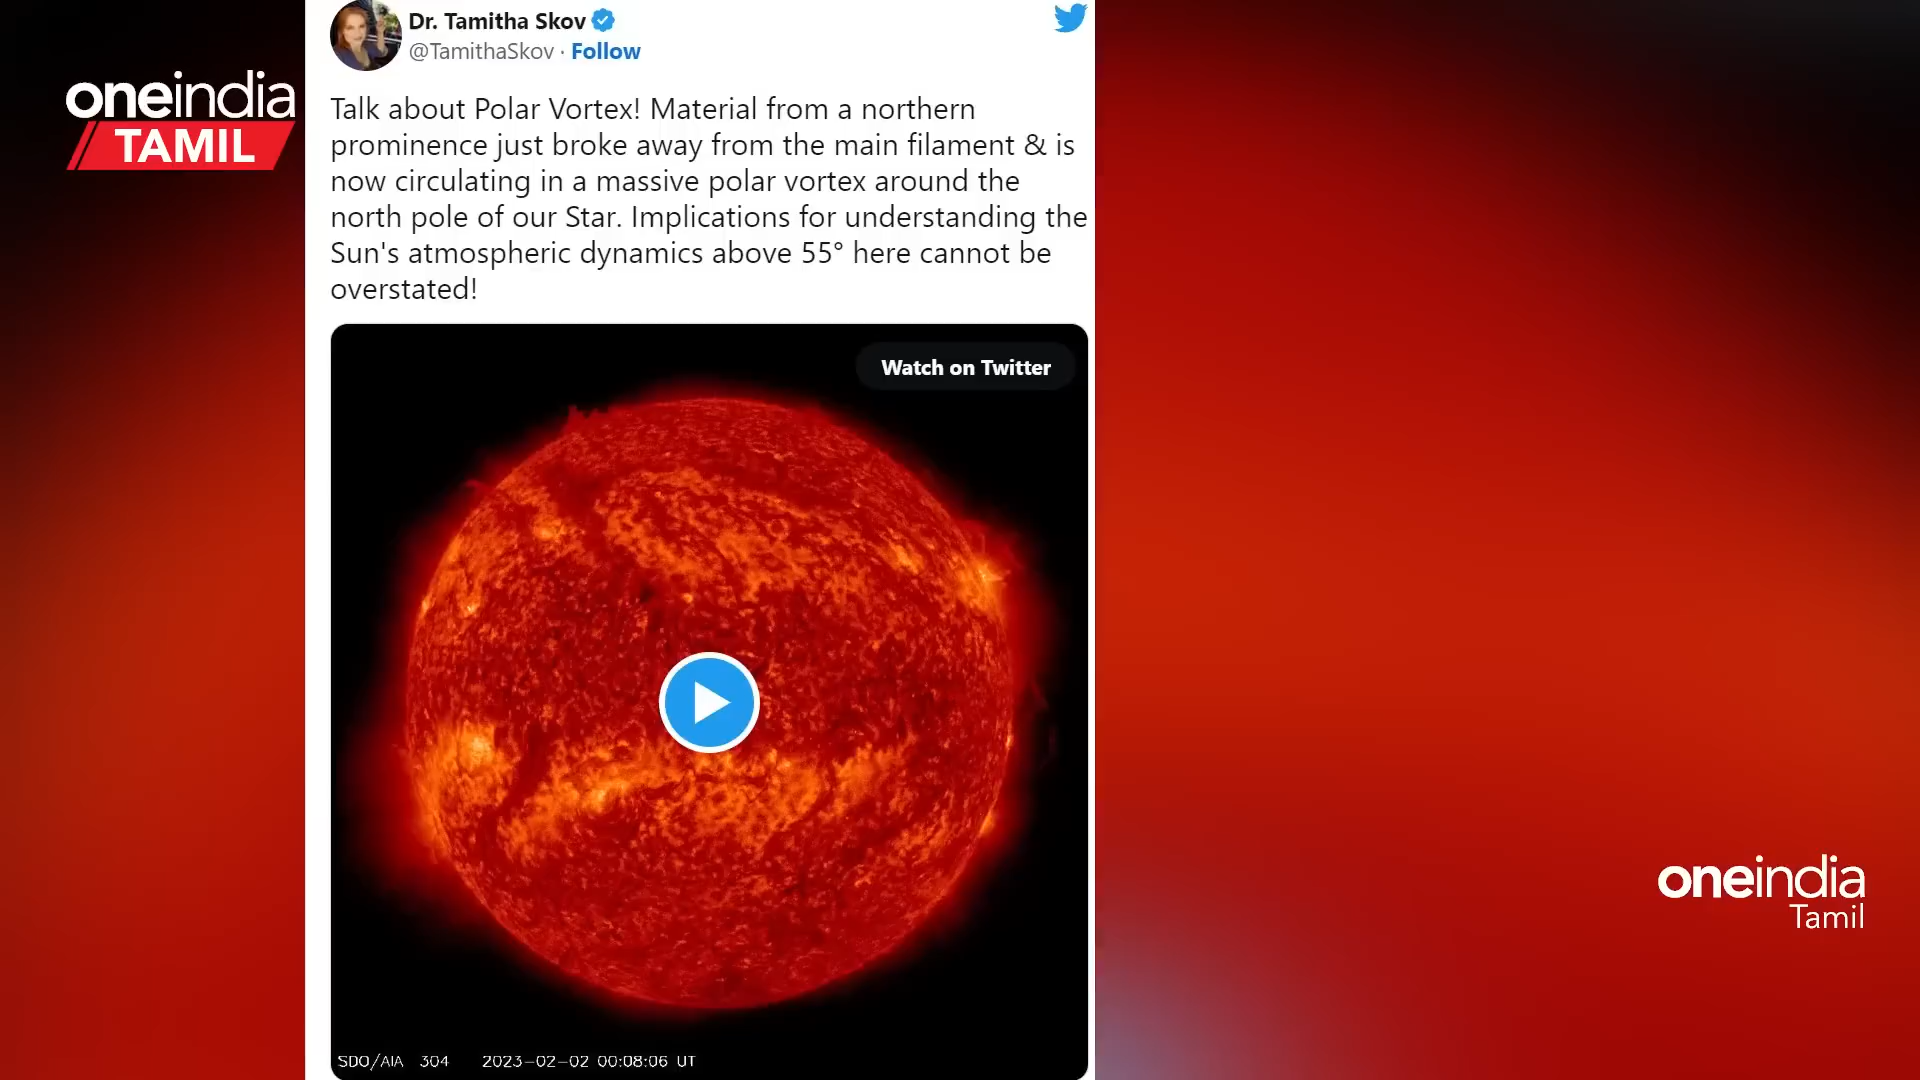 oneindia
TAMIL
Dr. Tamitha Skov
@TamithaSkov · Follow
Talk about Polar Vortex! Material from a northern
prominence just broke away from the main filament & is
now circulating in a massive polar vortex around the
north pole of our Star. Implications for understanding the
Sun's atmospheric dynamics above 55° here cannot be
overstated!
Watch on Twitter
SDO/AIA 304 2023-02-02 00:08:06 UT
oneindia
Tamil